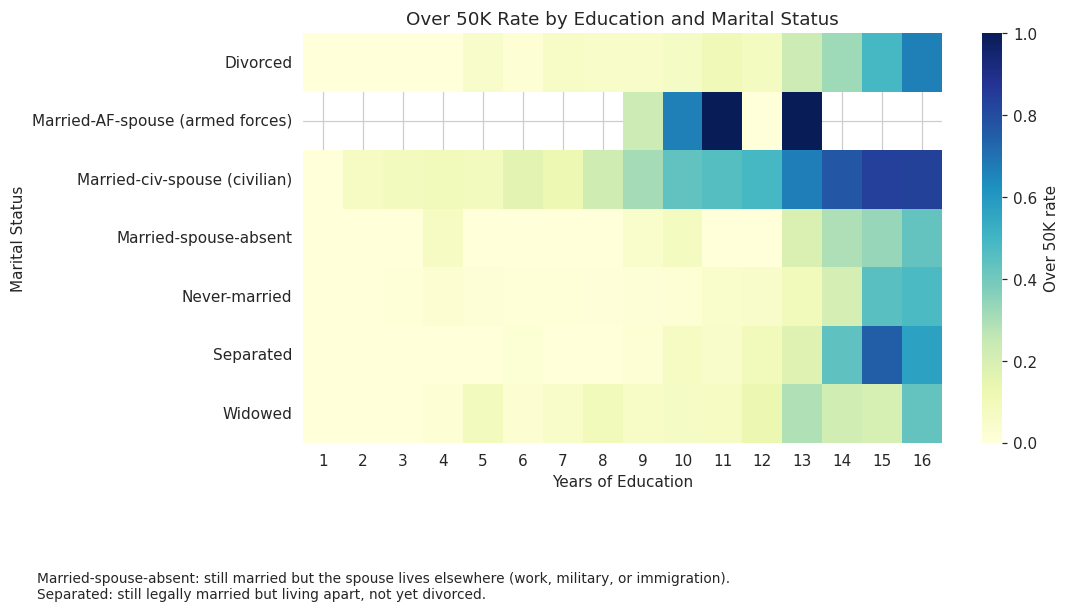 Over 50K Rate by Education and Marital Status
Marital Status
Divorced
Married-AF-spouse (armed forces)
Married-civ-spouse (civilian)
Married-spouse-absent
Never-married
Separated
Widowed
1 2 3 4 5 6 7 8 9 10 11 12 13 14 15 16
Years of Education
1.0
0.8
0.6
0.4
0.2
0.0
Over 50K rate
Married-spouse-absent: still married but the spouse lives elsewhere (work, military, or immigration).
Separated: still legally married but living apart, not yet divorced.